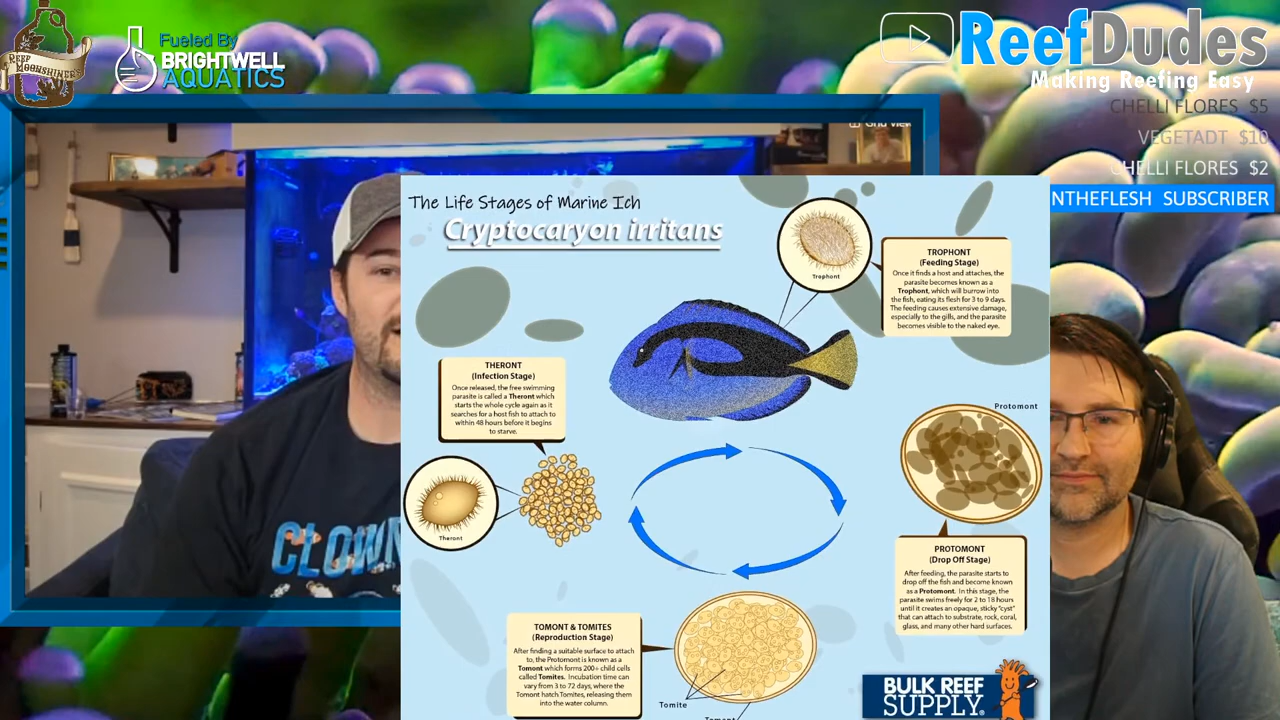 REEF
MOONSHINERS
Fueled By
BRIGHTWELL
AQUATICS
ReefDudes
Making Reefing Easy
CHELLI FLORES $5
VEGETADT $10
CHELLI FLORES $2
NTHEFLESH SUBSCRIBER
Grid View
The Life Stages of Marine Ich
Cryptocaryon irritans
Trophont
TROPHONT
(Feeding Stage)
Once it finds a host and attaches, the
parasite becomes known as a
Trophont, which will burrow into
the fish, eating its flesh for 3 to 9 days.
The feeding causes extensive damage,
especially to the gills, and the parasite
becomes visible to the naked eye.
THERONT
(Infection Stage)
Once released, the free swimming
parasite is called a Theront which
starts the whole cycle again as it
searches for a host fish to attach to
within 48 hours before it begins
to starve.
Theront
Protomont
PROTOMONT
(Drop Off Stage)
After feeding, the parasite starts to
drop off the fish and become known
as a Protomont. In this stage, the
parasite swims freely for 2 to 18 hours
until it creates an opaque, sticky "cyst"
that can attach to substrate, rock, coral,
glass, and many other hard surfaces.
TOMONT & TOMITES
(Reproduction Stage)
After finding a suitable surface to attach
to, the Protomont is known as a
Tomont which forms 200+ child cells
called Tomites. Incubation time can
vary from 3 to 72 days, where the
Tomont hatch Tomites, releasing them
into the water column.
Tomite
Tomont
CLOWN
BULK REEF
SUPPLY